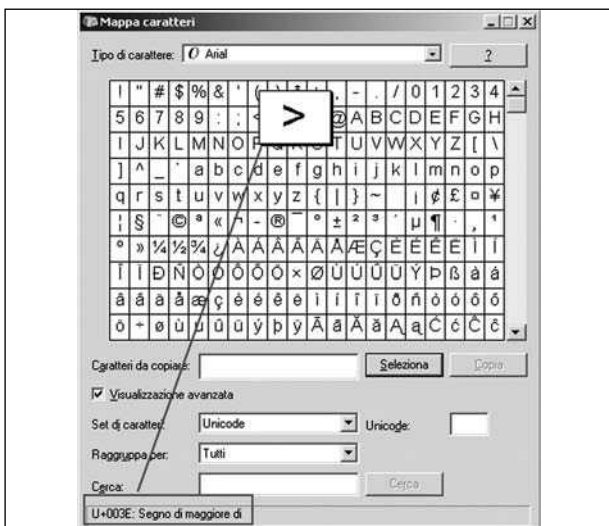 Mappa caratteri
Tipo di carattere: O Arial ?
! " # $ % & ' - . / 0 1 2 3 4
5 6 7 8 9 : ; > @ A B C D E F G H
I J K L M N O P T U V W X Y Z [ \
] ^ _ ` a b c d e f g h i j k l m n o p
q r s t u v w x y z { | } ~ ¡ ¢ £ ¤ ¥
¦ § ¨ © ª « ¬ - ® ¯ ° ± ² ³ ´ µ ¶ · ¸ ¹
º » ¼ ½ ¾ ¿ À Á Â Ã Ä Å Æ Ç È É Ê Ë Ì Í
Î Ï Ð Ñ Ò Ó Ô Õ Ö × Ø Ù Ú Û Ü Ý Þ ß à á
â ã ä å æ ç è é ê ë ì í î ï ð ñ ò ó ô õ
ö ÷ ø ù ú û ü ý þ ÿ Ā ā Ă ă Ą ą Ć ć Ĉ ĉ
Caratteri da copiare: Seleziona Copia
Visualizzazione avanzata
Set di caratteri: Unicode Unicode:
Raggruppa per: Tutti
Cerca: Cerca
U+003E: Segno di maggiore di